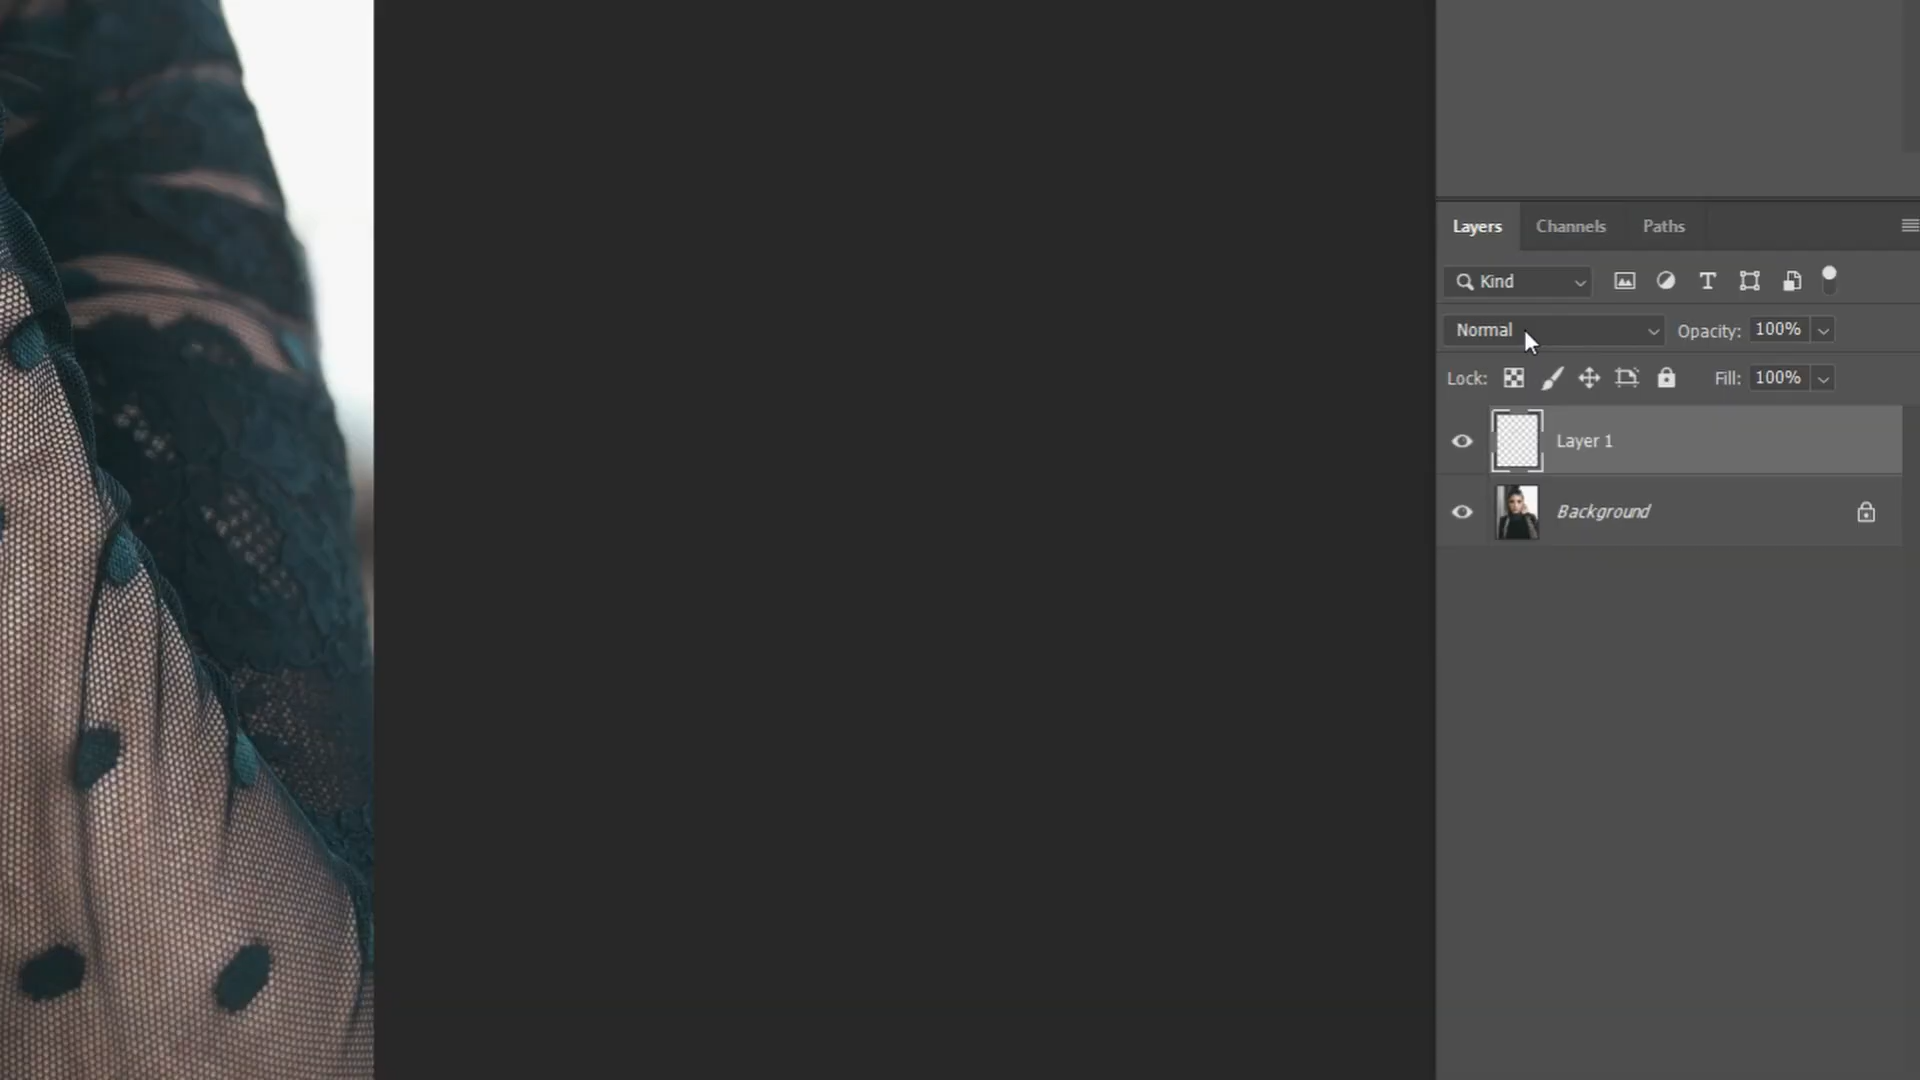 Layers Channels Paths
Kind
Normal Opacity: 100%
Lock: Fill: 100%
Layer 1
Background